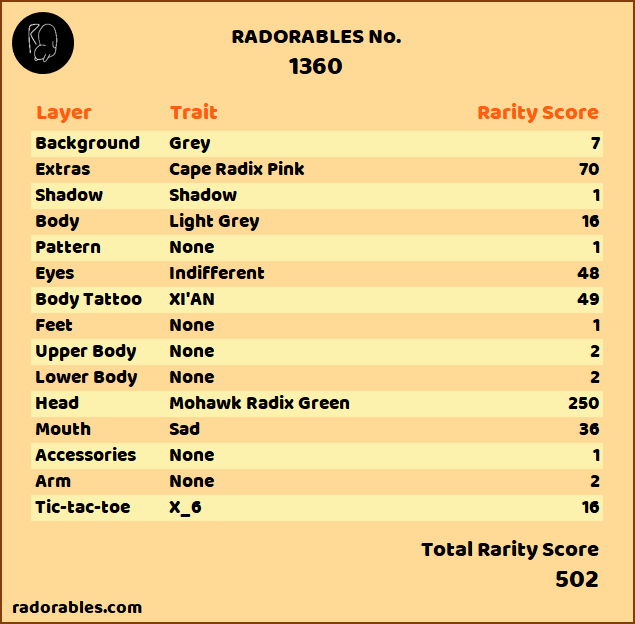 RADORABLES No.
1360
Layer Trait Rarity Score
Background Grey 7
Extras Cape Radix Pink 70
Shadow Shadow 1
Body Light Grey 16
Pattern None 1
Eyes Indifferent 48
Body Tattoo XI'AN 49
Feet None 1
Upper Body None 2
Lower Body None 2
Head Mohawk Radix Green 250
Mouth Sad 36
Accessories None 1
Arm None 2
Tic-tac-toe X_6 16
Total Rarity Score
502
radorables.com